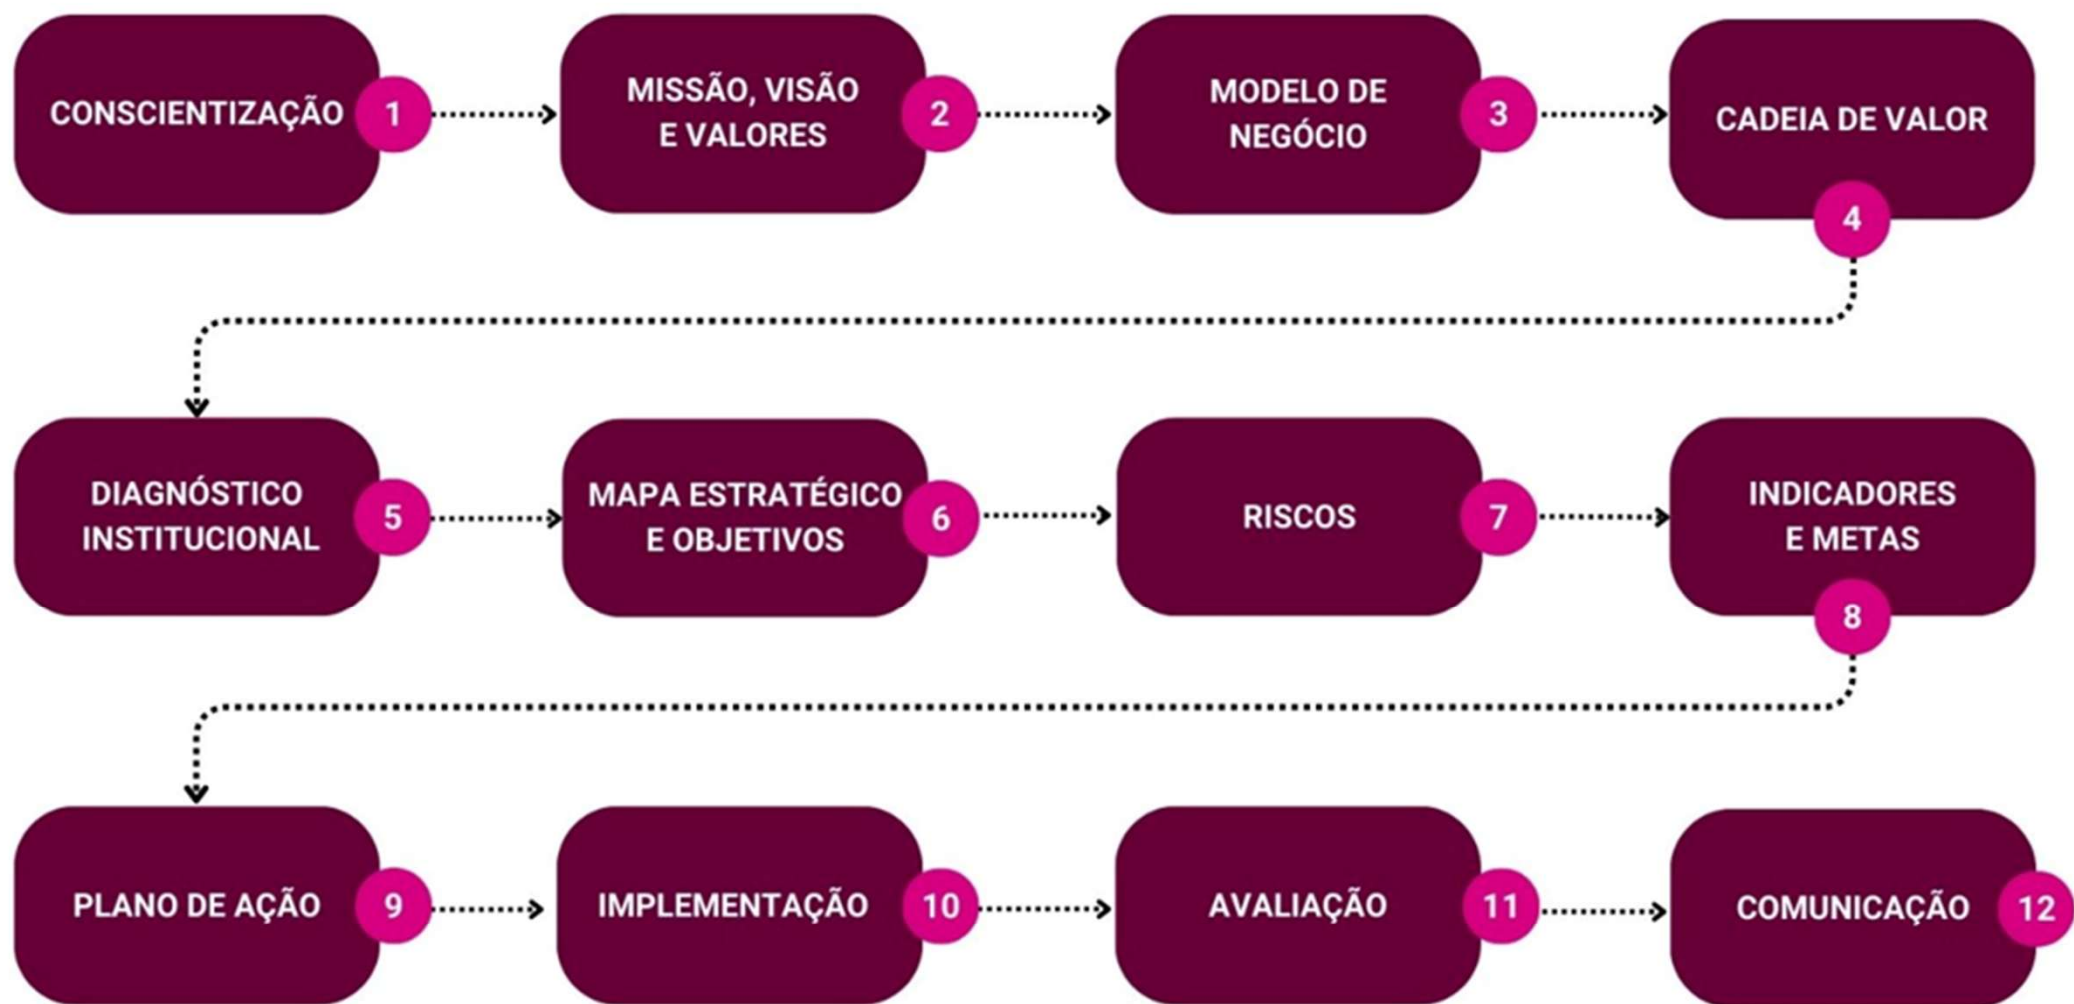 CONSCIENTIZAÇÃO
1
MISSÃO, VISÃO
E VALORES
2
MODELO DE
NEGÓCIO
3
CADEIA DE VALOR
4
DIAGNÓSTICO
INSTITUCIONAL
5
MAPA ESTRATÉGICO
E OBJETIVOS
6
RISCOS
7
INDICADORES
E METAS
8
PLANO DE AÇÃO
9
IMPLEMENTAÇÃO
10
AVALIAÇÃO
11
COMUNICAÇÃO
12